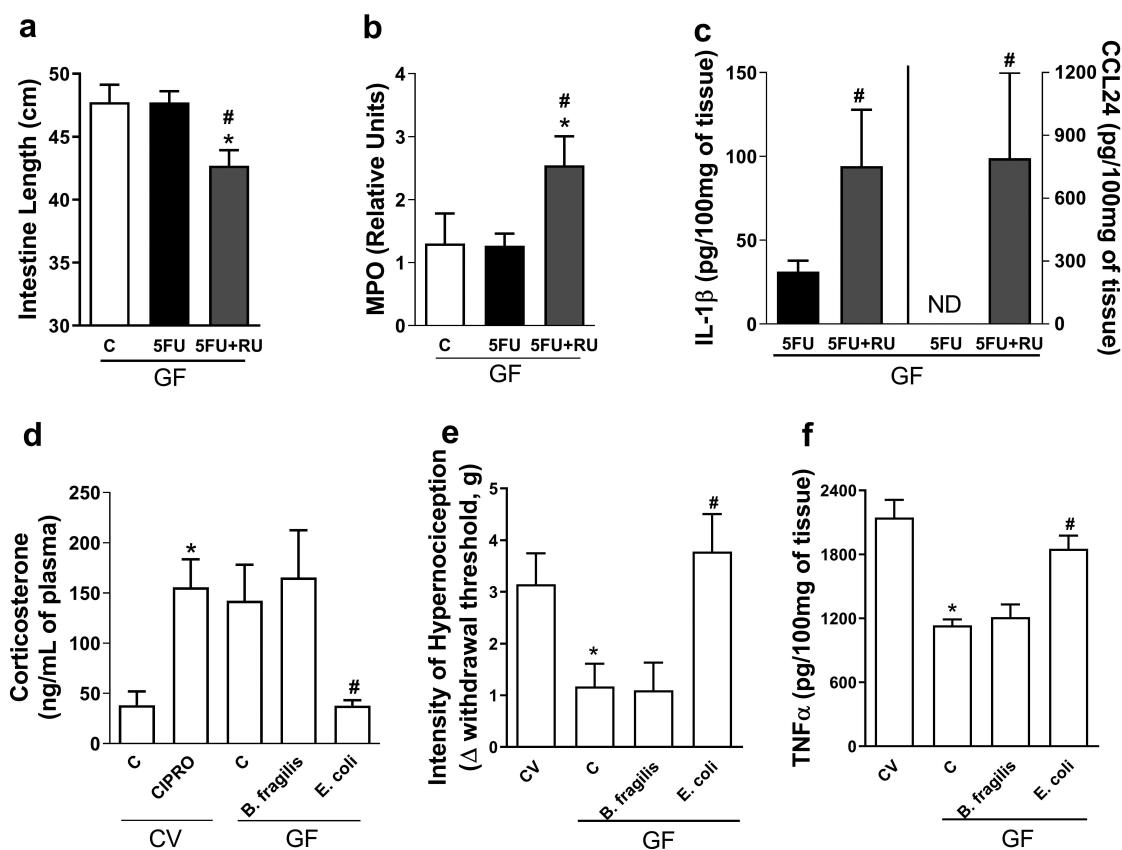 a
Intestine Length (cm)
50
45
40
35
30
#
*
C 5FU 5FU+RU
GF
b
MPO (Relative Units)
4
3
2
1
0
#
*
C 5FU 5FU+RU
GF
c
IL-1β (pg/100mg of tissue)
150
100
50
0
#
ND
#
1200
900
600
300
0
CCL24 (pg/100mg of tissue)
5FU 5FU+RU 5FU 5FU+RU
GF
d
Corticosterone
(ng/mL of plasma)
250
200
150
100
50
0
*
#
C CIPRO C B. fragilis E. coli
CV GF
e
Intensity of Hypernociception
(Δ withdrawal threshold, g)
5
4
3
2
1
0
*
#
CV C B. fragilis E. coli
GF
f
TNFα (pg/100mg of tissue)
2400
1800
1200
600
0
*
#
CV C B. fragilis E. coli
GF